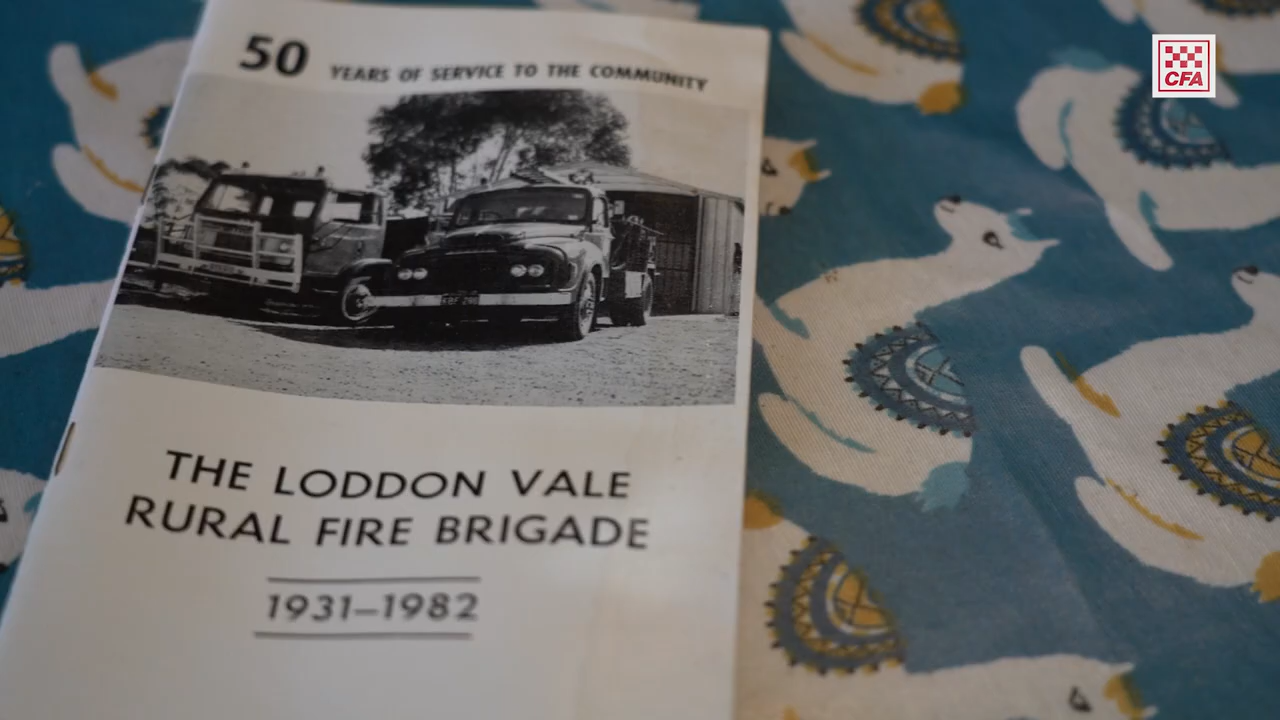 50 YEARS OF SERVICE TO THE COMMUNITY
CFA
THE LODDON VALE
RURAL FIRE BRIGADE
1931–1982